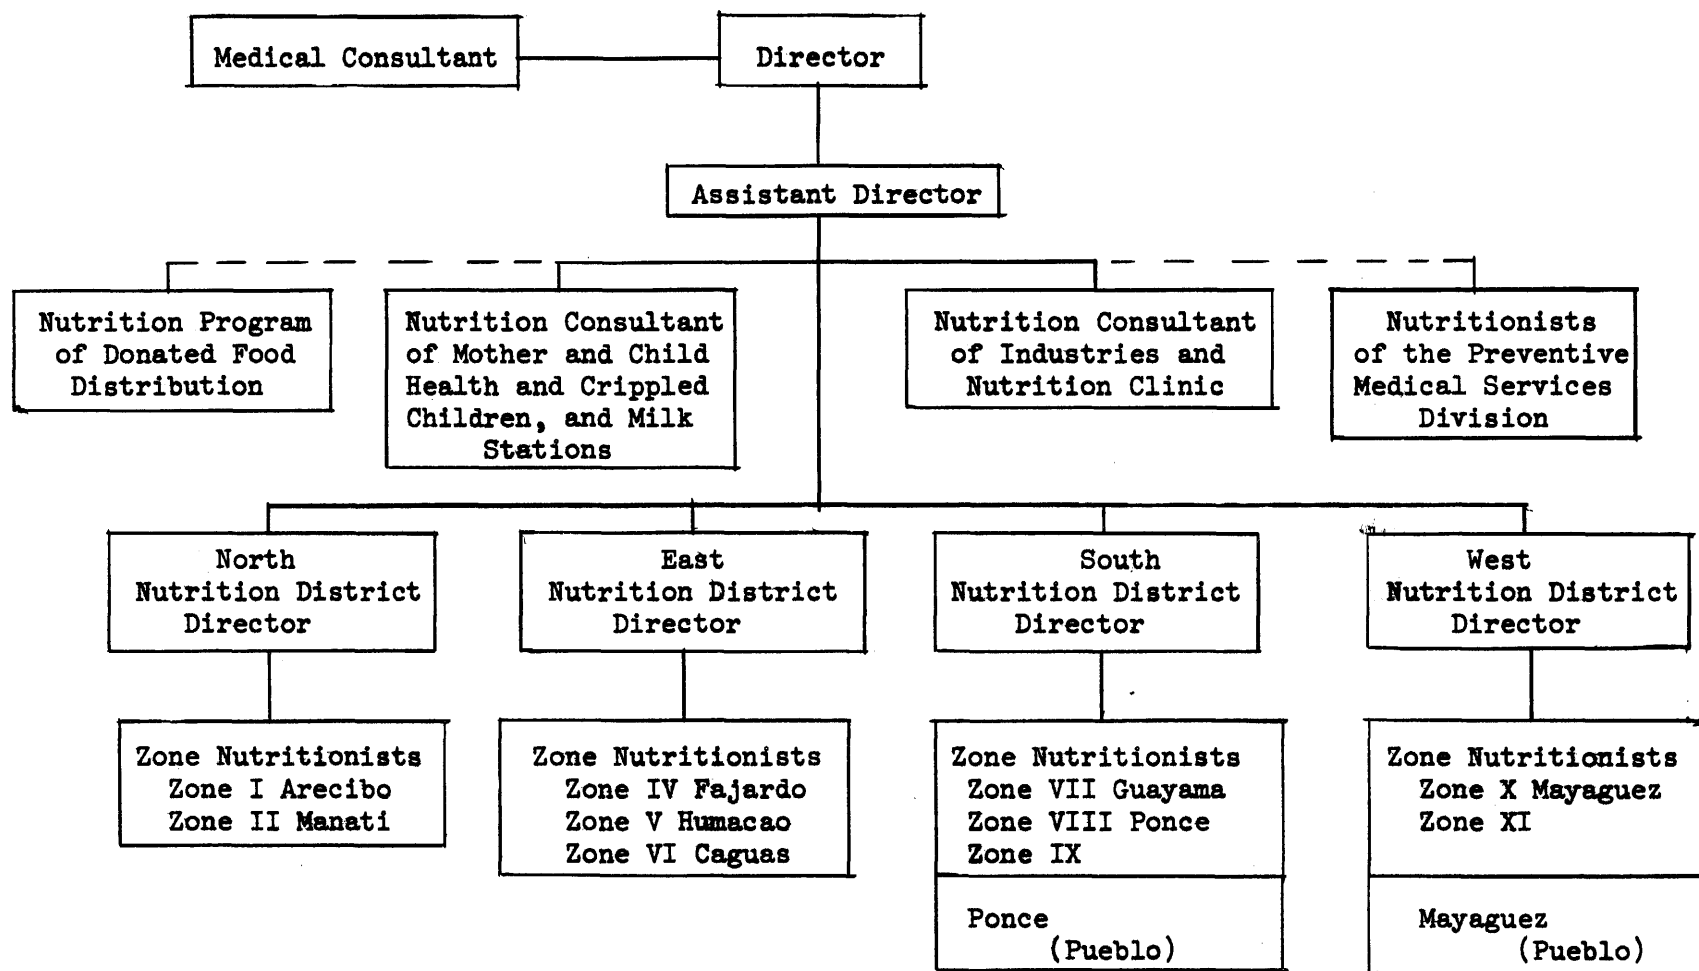 Medical Consultant
Director
Assistant Director
Nutrition Program
of Donated Food
Distribution
Nutrition Consultant
of Mother and Child
Health and Crippled
Children, and Milk
Stations
Nutrition Consultant
of Industries and
Nutrition Clinic
Nutritionists
of the Preventive
Medical Services
Division
North
Nutrition District
Director
East
Nutrition District
Director
South
Nutrition District
Director
West
Nutrition District
Director
Zone Nutritionists
Zone I Arecibo
Zone II Manati
Zone Nutritionists
Zone IV Fajardo
Zone V Humacao
Zone VI Caguas
Zone Nutritionists
Zone VII Guayama
Zone VIII Ponce
Zone IX
Ponce
(Pueblo)
Zone Nutritionists
Zone X Mayaguez
Zone XI
Mayaguez
(Pueblo)